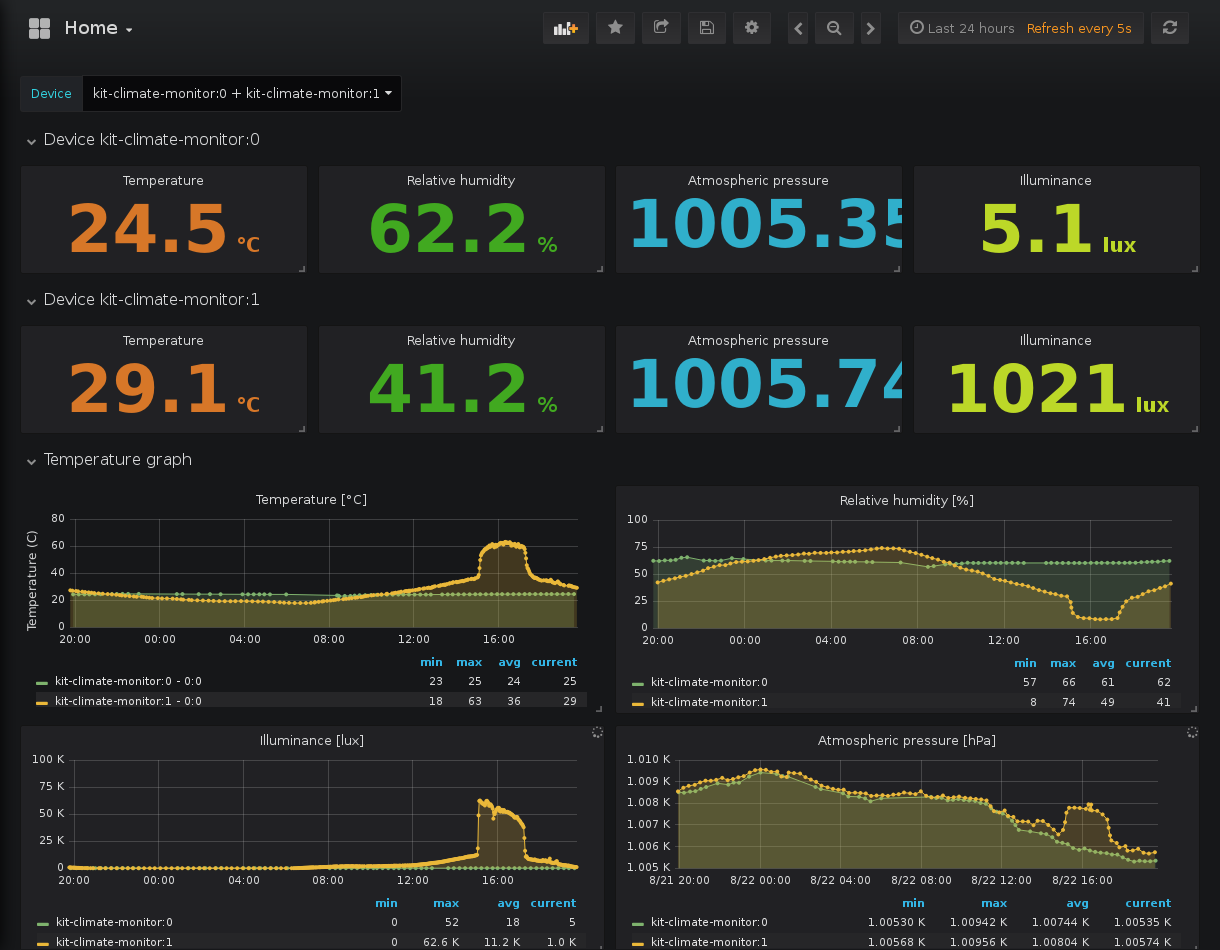 Home
Last 24 hours Refresh every 5s
Device kit-climate-monitor:0 + kit-climate-monitor:1
Device kit-climate-monitor:0
Temperature Relative humidity Atmospheric pressure Illuminance
24.5 °C 62.2 % 1005.35 5.1 lux
Device kit-climate-monitor:1
Temperature Relative humidity Atmospheric pressure Illuminance
29.1 °C 41.2 % 1005.74 1021 lux
Temperature graph
Temperature [°C]
Temperature (C)
80
60
40
20
0
20:00 00:00 04:00 08:00 12:00 16:00
min max avg current
kit-climate-monitor:0 - 0:0 23 25 24 25
kit-climate-monitor:1 - 0:0 18 63 36 29
Relative humidity [%]
100
75
50
25
0
20:00 00:00 04:00 08:00 12:00 16:00
min max avg current
kit-climate-monitor:0 57 66 61 62
kit-climate-monitor:1 8 74 49 41
Illuminance [lux]
100 K
75 K
50 K
25 K
0
20:00 00:00 04:00 08:00 12:00 16:00
min max avg current
kit-climate-monitor:0 0 52 18 5
kit-climate-monitor:1 0 62.6 K 11.2 K 1.0 K
Atmospheric pressure [hPa]
1.010 K
1.009 K
1.008 K
1.007 K
1.006 K
1.005 K
8/21 20:00 8/22 00:00 8/22 04:00 8/22 08:00 8/22 12:00 8/22 16:00
min max avg current
kit-climate-monitor:0 1.00530 K 1.00942 K 1.00744 K 1.00535 K
kit-climate-monitor:1 1.00568 K 1.00956 K 1.00804 K 1.00574 K